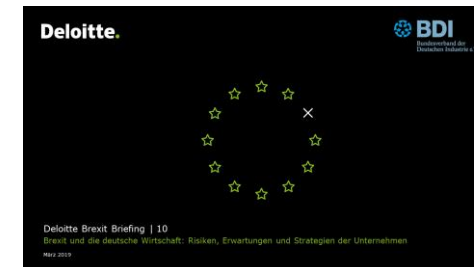 Deloitte.
BDI
Bundesverband der
Deutschen Industrie e.
Deloitte Brexit Briefing | 10
Brexit und die deutsche Wirtschaft: Risiken, Erwartungen und Strategien der Unternehmen
März 2019